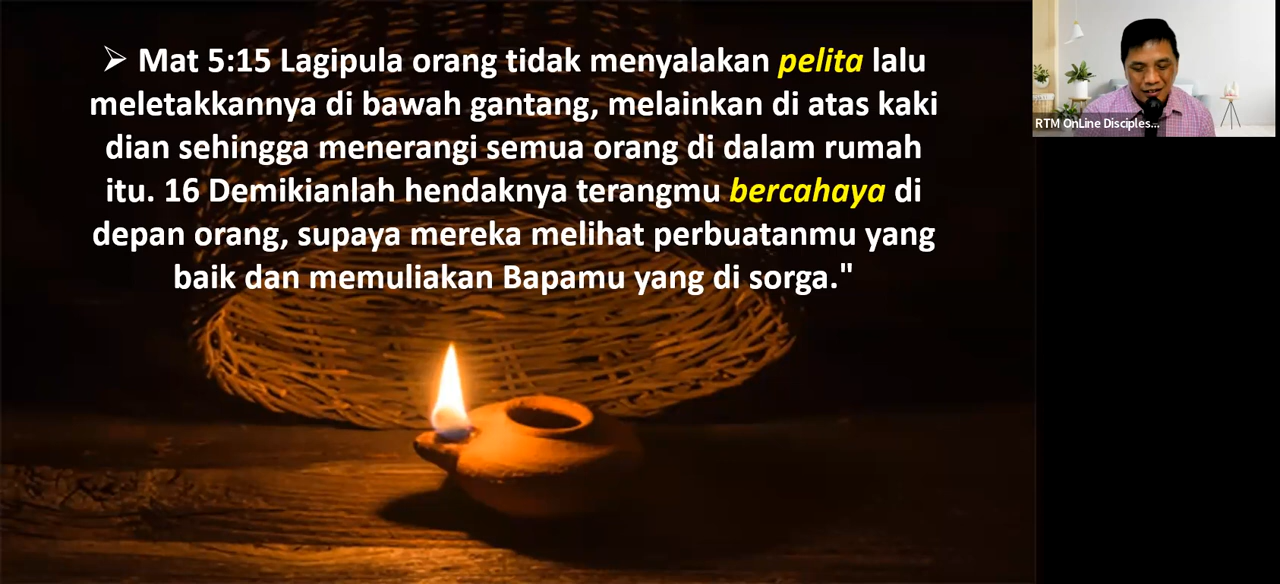 ➢ Mat 5:15 Lagipula orang tidak menyalakan pelita lalu
meletakkannya di bawah gantang, melainkan di atas kaki
dian sehingga menerangi semua orang di dalam rumah
itu. 16 Demikianlah hendaknya terangmu bercahaya di
depan orang, supaya mereka melihat perbuatanmu yang
baik dan memuliakan Bapamu yang di sorga."
RTM OnLine Disciples...